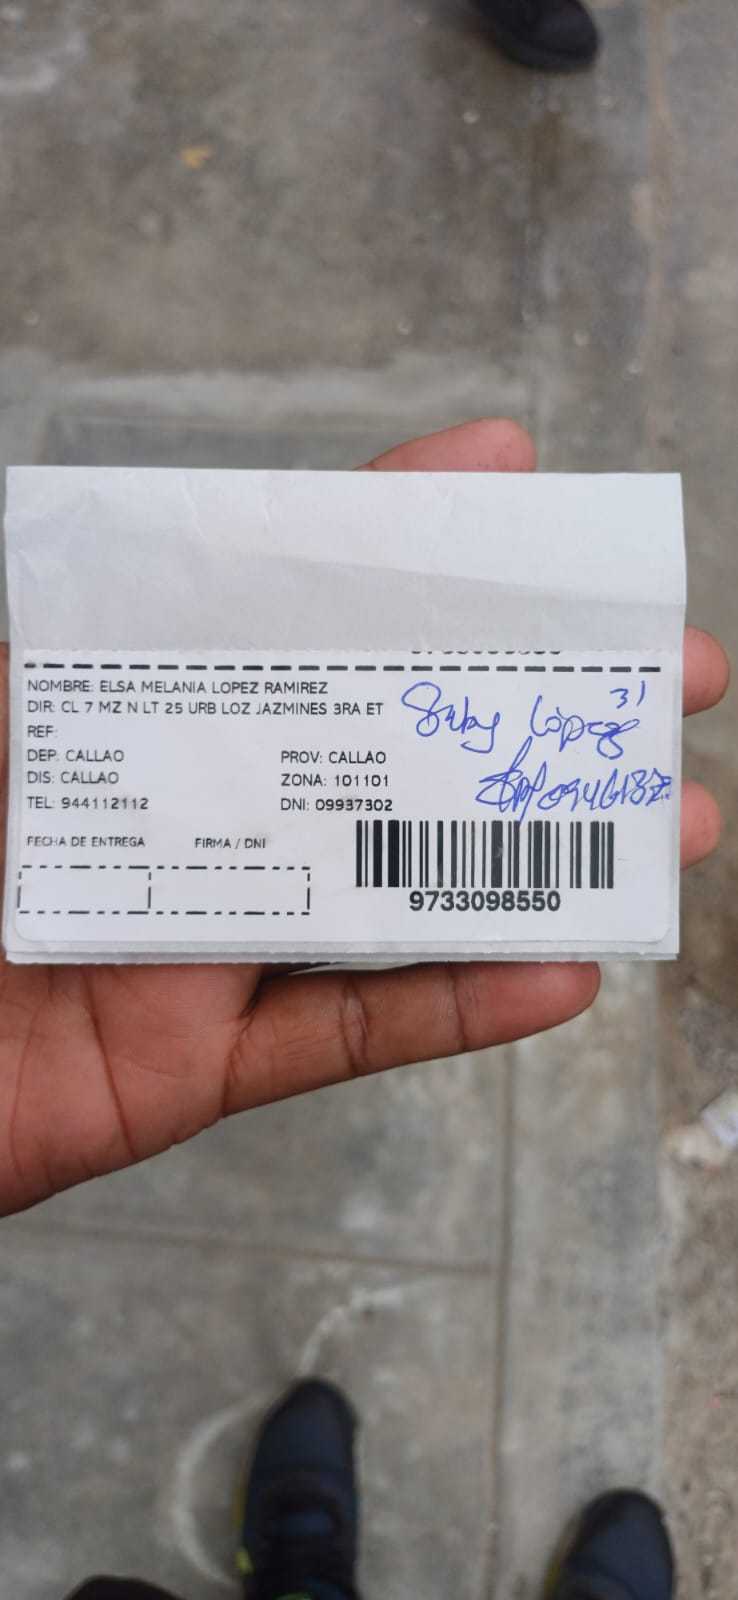 NOMBRE: ELSA MELANIA LOPEZ RAMIREZ
DIR: CL 7 MZ N LT 25 URB LOZ JAZMINES 3RA ET
REF:
DEP: CALLAO PROV: CALLAO
DIS: CALLAO ZONA: 101101
TEL: 944112112 DNI: 09937302
31
López
FECHA DE ENTREGA FIRMA / DNI
9733098550